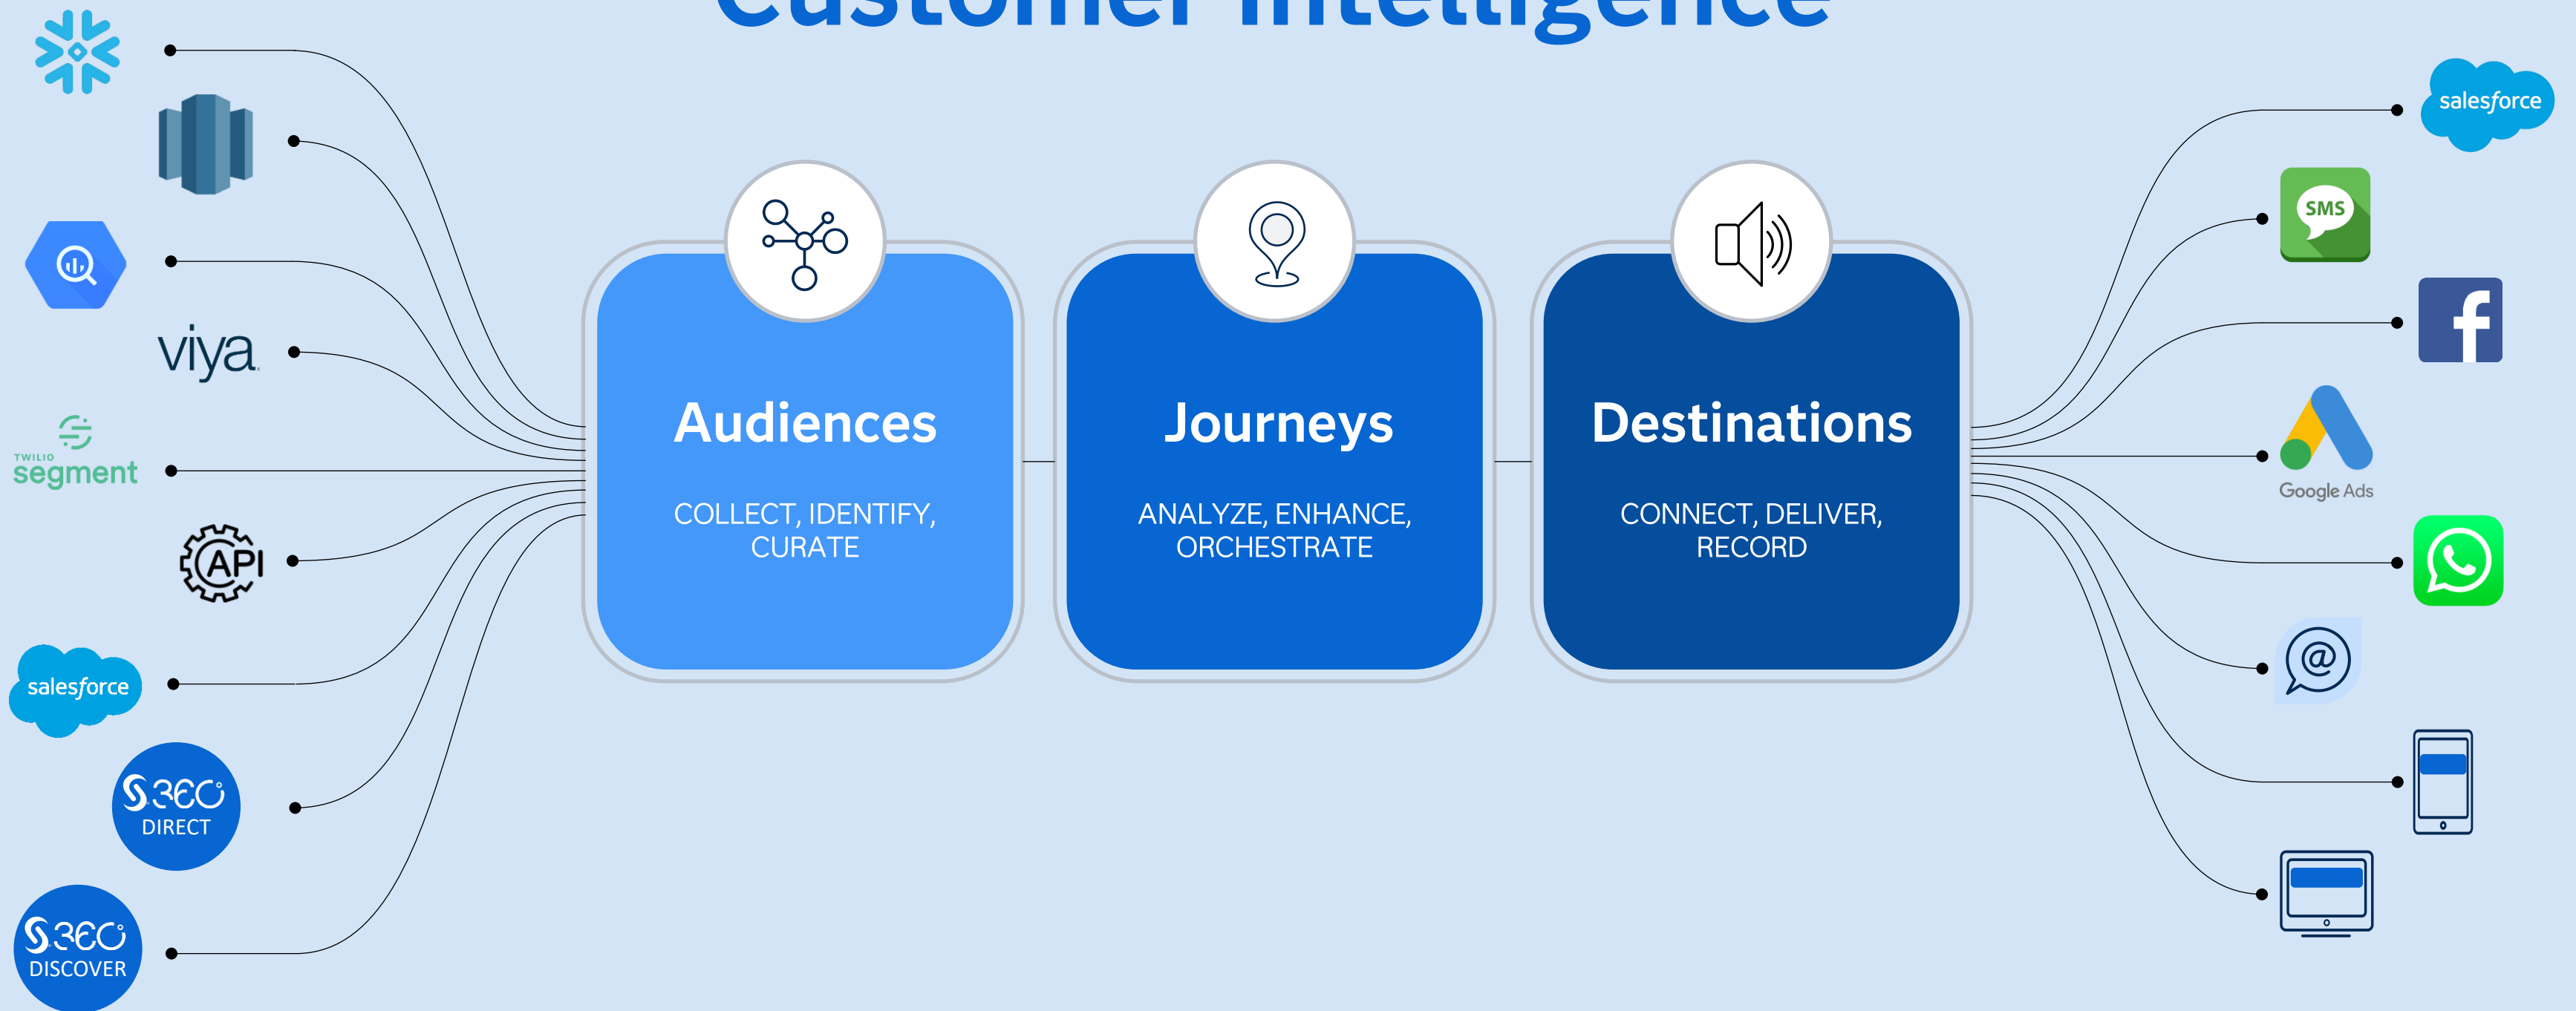 Customer Intelligence
viya
TWILIO
segment
API
salesforce
S.360°
DIRECT
S.360°
DISCOVER
Audiences
COLLECT, IDENTIFY,
CURATE
Journeys
ANALYZE, ENHANCE,
ORCHESTRATE
Destinations
CONNECT, DELIVER,
RECORD
salesforce
SMS
f
Google Ads
@